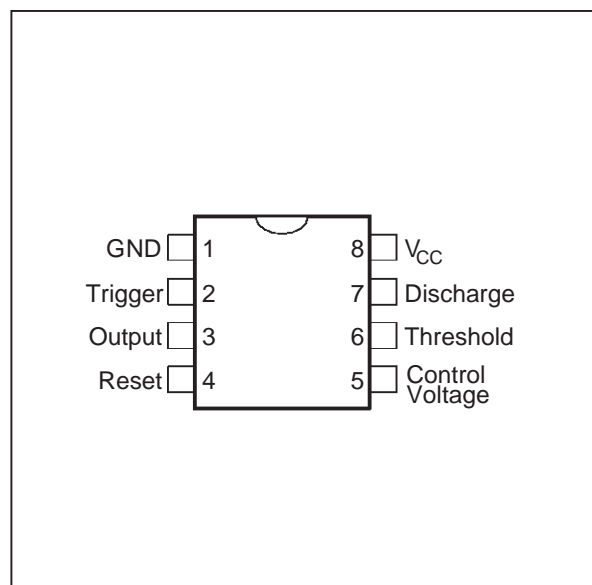 GND 1 8 VCC
Trigger 2 7 Discharge
Output 3 6 Threshold
Reset 4 5 Control
Voltage